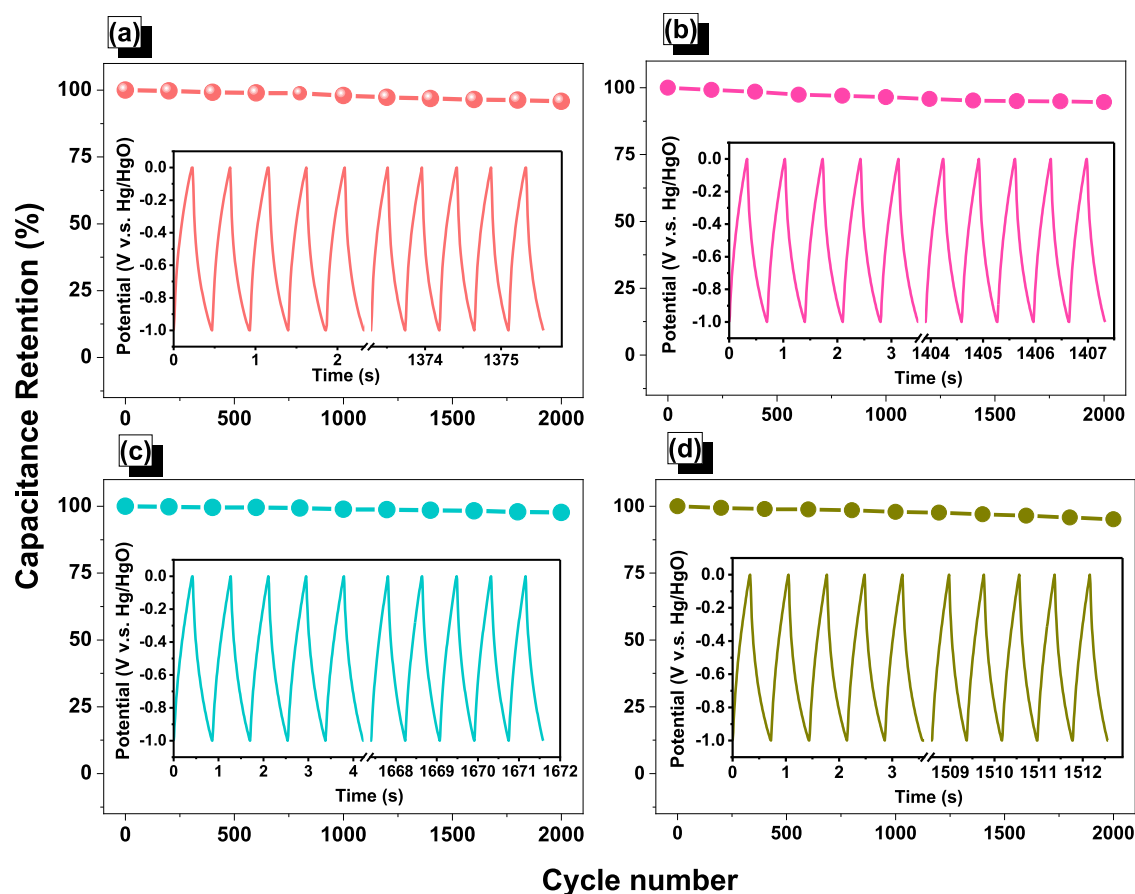 (a)
(b)
Capacitance Retention (%)
100
75
50
25
0
0 500 1000 1500 2000
Potential (V v.s. Hg/HgO)
0.0
-0.2
-0.4
-0.6
-0.8
-1.0
0 1 2 1374 1375
Time (s)
100
75
50
25
0
0 500 1000 1500 2000
Potential (V v.s. Hg/HgO)
0.0
-0.2
-0.4
-0.6
-0.8
-1.0
0 1 2 3 1404 1405 1406 1407
Time (s)
(c)
(d)
100
75
50
25
0
0 500 1000 1500 2000
Potential (V v.s. Hg/HgO)
0.0
-0.2
-0.4
-0.6
-0.8
-1.0
0 1 2 3 4 1668 1669 1670 1671 1672
Time (s)
100
75
50
25
0
0 500 1000 1500 2000
Potential (V v.s. Hg/HgO)
0.0
-0.2
-0.4
-0.6
-0.8
-1.0
0 1 2 3 1509 1510 1511 1512
Time (s)
Cycle number